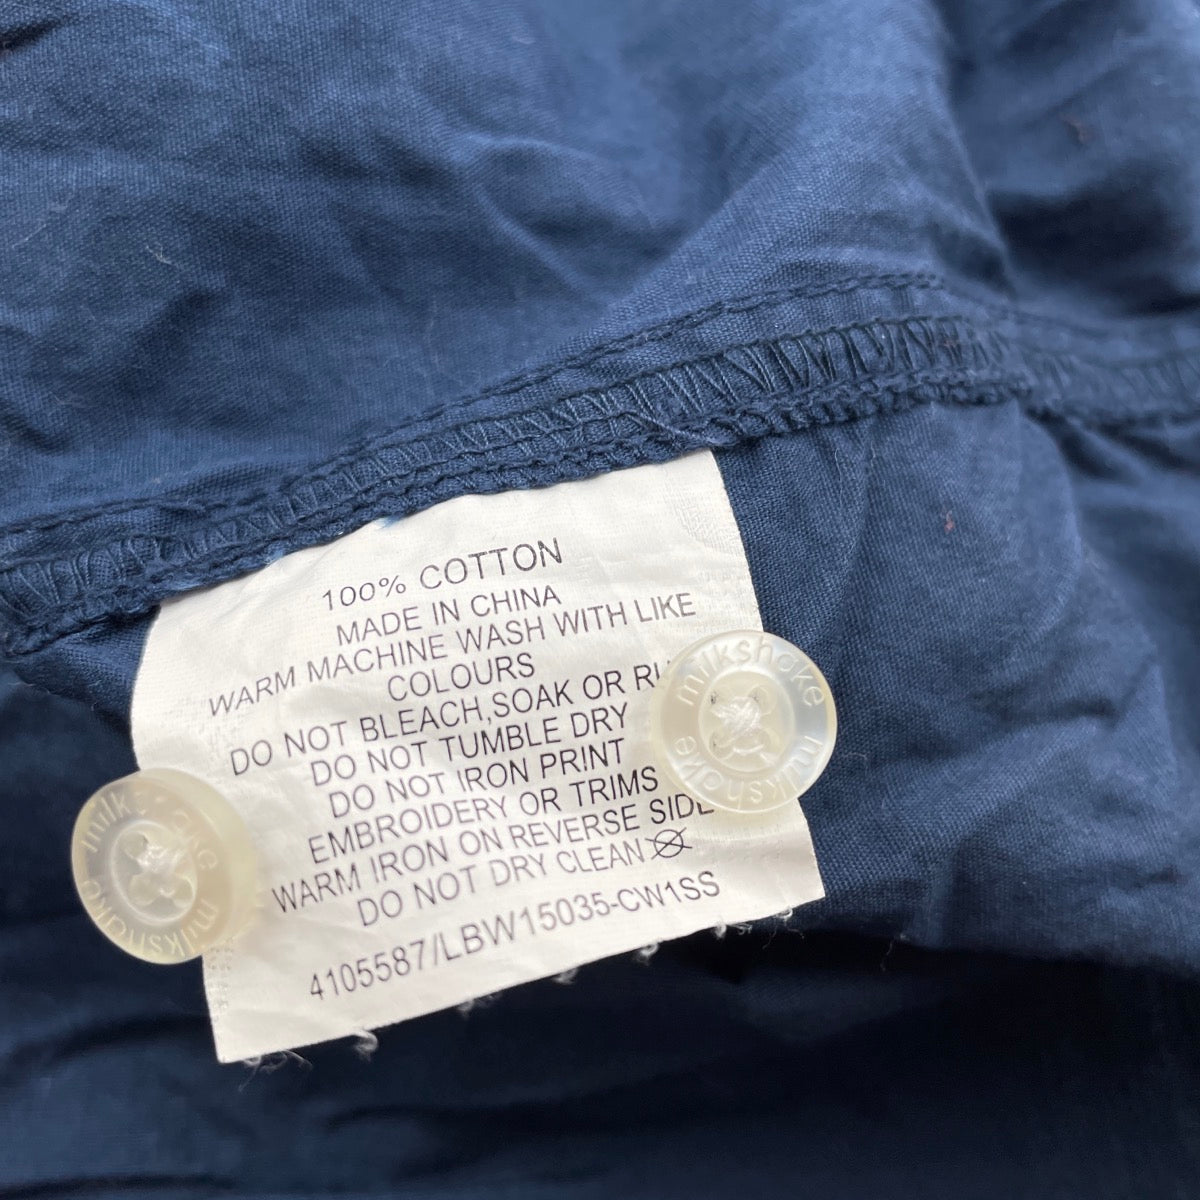 100% COTTON
MADE IN CHINA
WARM MACHINE WASH WITH LIKE
COLOURS
DO NOT BLEACH,SOAK OR
DO NOT TUMBLE DRY
DO NOT IRON PRINT
EMBROIDERY OR TRIMS
WARM IRON ON REVERSE SIDE
DO NOT DRY CLEAN
4105587/LBW15035-CW1SS
milkshake
milkshake
milkshake
milkshake